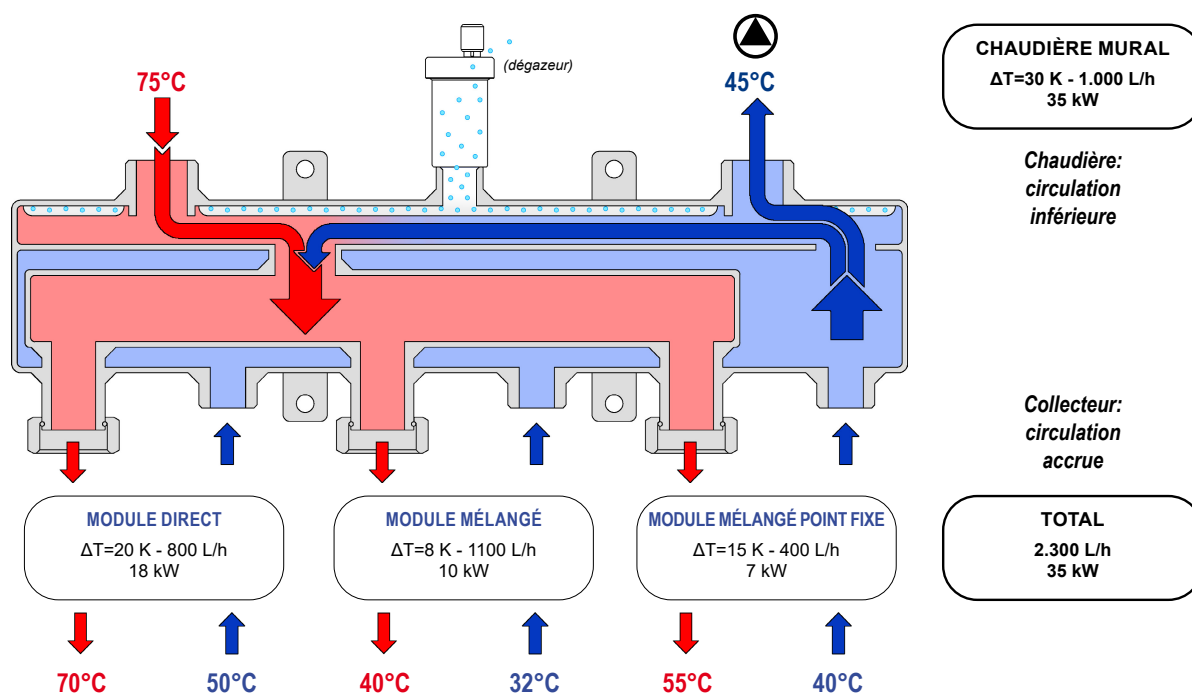 (dégazeur)
75°C
45°C
CHAUDIÈRE MURAL
ΔT=30 K - 1.000 L/h
35 kW
Chaudière:
circulation
inférieure
Collecteur:
circulation
accrue
MODULE DIRECT
ΔT=20 K - 800 L/h
18 kW
MODULE MÉLANGÉ
ΔT=8 K - 1100 L/h
10 kW
MODULE MÉLANGÉ POINT FIXE
ΔT=15 K - 400 L/h
7 kW
TOTAL
2.300 L/h
35 kW
70°C
50°C
40°C
32°C
55°C
40°C